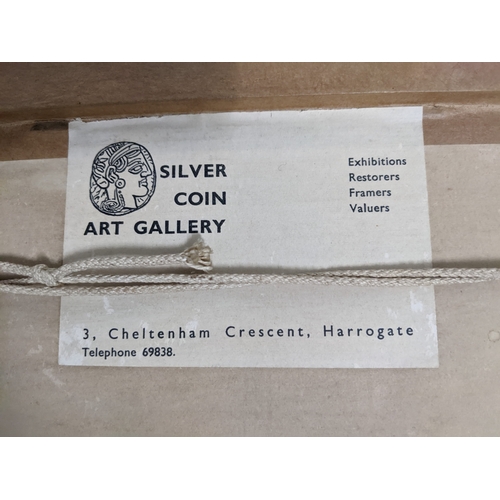 SILVER
COIN
ART GALLERY
Exhibitions
Restorers
Framers
Valuers
3, Cheltenham Crescent, Harrogate
Telephone 69838.